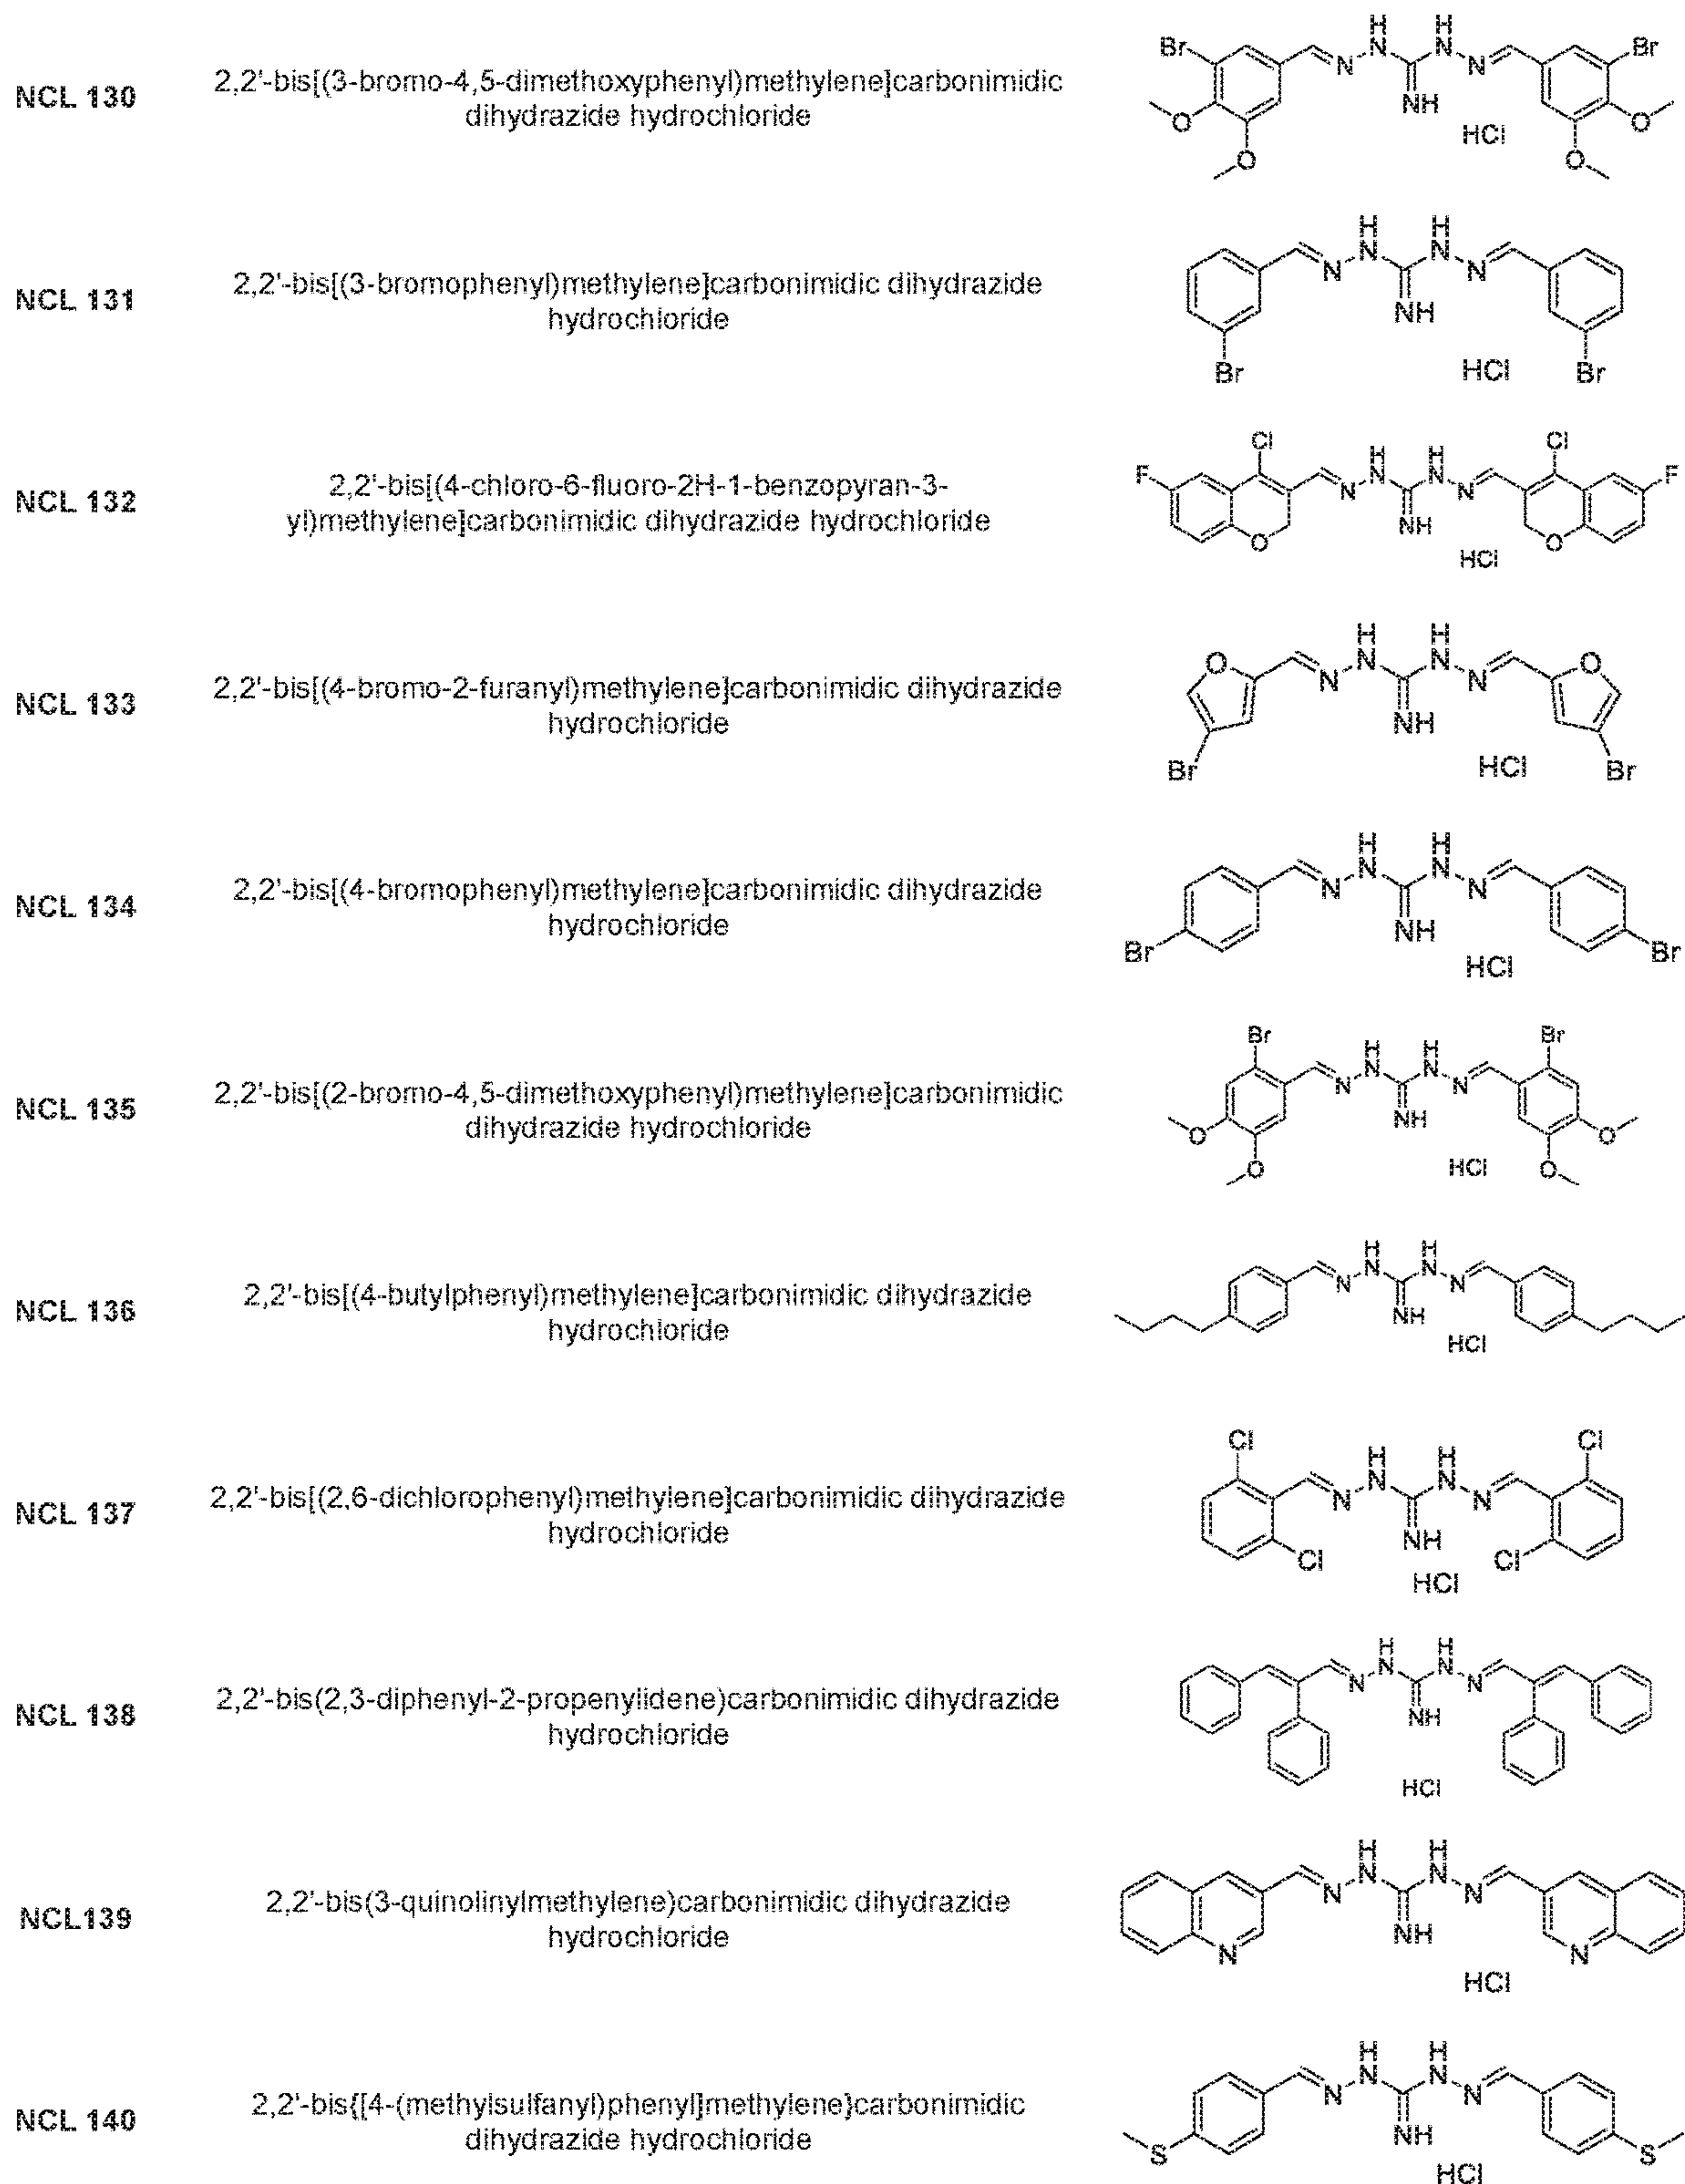 NCL 130
2,2'-bis[(3-bromo-4,5-dimethoxyphenyl)methylene]carbonimidic
dihydrazide hydrochloride
Br
N
H
N
NH
H
N
N
Br
O
O
HCl
O
O
NCL 131
2,2'-bis[(3-bromophenyl)methylene]carbonimidic dihydrazide
hydrochloride
N
H
N
NH
H
N
N
Br
HCl
Br
NCL 132
2,2'-bis[(4-chloro-6-fluoro-2H-1-benzopyran-3-
yl)methylene]carbonimidic dihydrazide hydrochloride
F
Cl
O
N
H
N
NH
H
N
N
Cl
O
F
HCl
NCL 133
2,2'-bis[(4-bromo-2-furanyl)methylene]carbonimidic dihydrazide
hydrochloride
O
N
H
N
NH
H
N
N
O
Br
HCl
Br
NCL 134
2,2'-bis[(4-bromophenyl)methylene]carbonimidic dihydrazide
hydrochloride
N
H
N
NH
H
N
N
Br
HCl
Br
NCL 135
2,2'-bis[(2-bromo-4,5-dimethoxyphenyl)methylene]carbonimidic
dihydrazide hydrochloride
Br
N
H
N
NH
H
N
N
Br
O
O
HCl
O
O
NCL 136
2,2'-bis[(4-butylphenyl)methylene]carbonimidic dihydrazide
hydrochloride
N
H
N
NH
H
N
N
HCl
NCL 137
2,2'-bis[(2,6-dichlorophenyl)methylene]carbonimidic dihydrazide
hydrochloride
Cl
Cl
N
H
N
NH
H
N
N
Cl
Cl
HCl
NCL 138
2,2'-bis(2,3-diphenyl-2-propenylidene)carbonimidic dihydrazide
hydrochloride
N
H
N
NH
H
N
N
HCl
NCL139
2,2'-bis(3-quinolinylmethylene)carbonimidic dihydrazide
hydrochloride
N
N
H
N
NH
H
N
N
N
HCl
NCL 140
2,2'-bis{[4-(methylsulfanyl)phenyl]methylene}carbonimidic
dihydrazide hydrochloride
S
N
H
N
NH
H
N
N
S
HCl